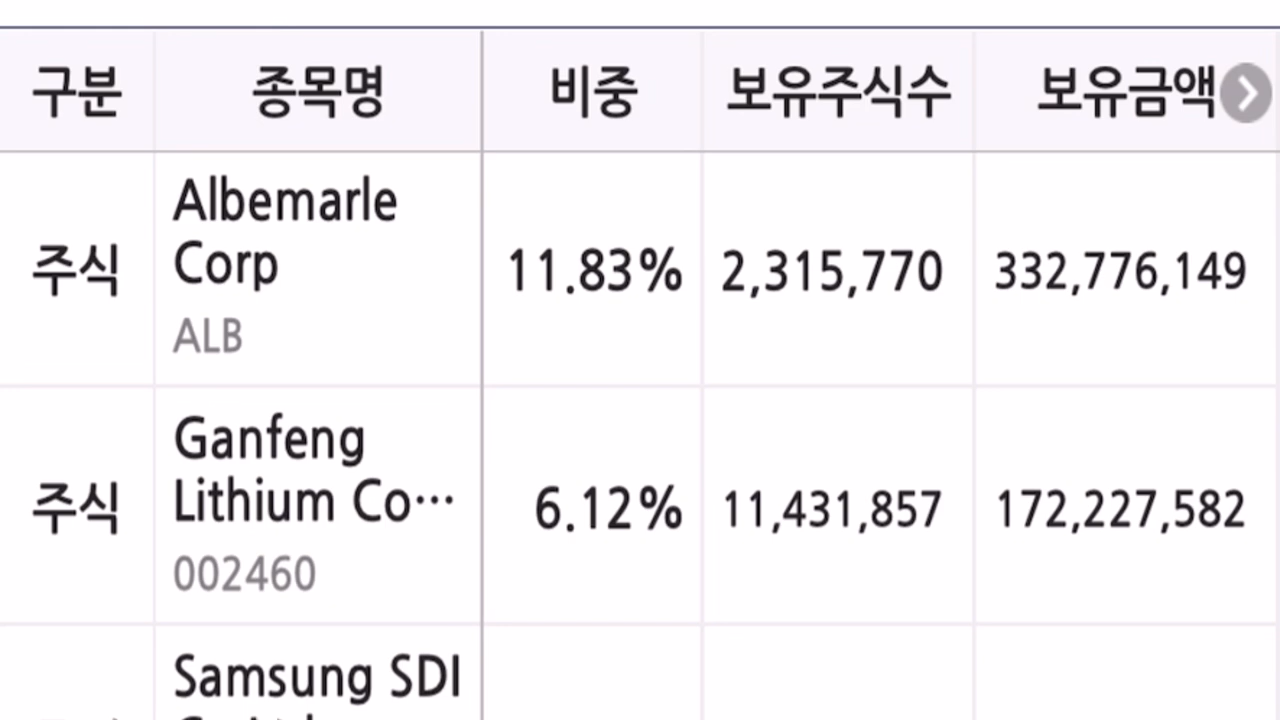 구분 종목명 비중 보유주식수 보유금액
Albemarle
Corp
주식 11.83% 2,315,770 332,776,149
ALB
Ganfeng
Lithium Co···
주식 6.12% 11,431,857 172,227,582
002460
Samsung SDI